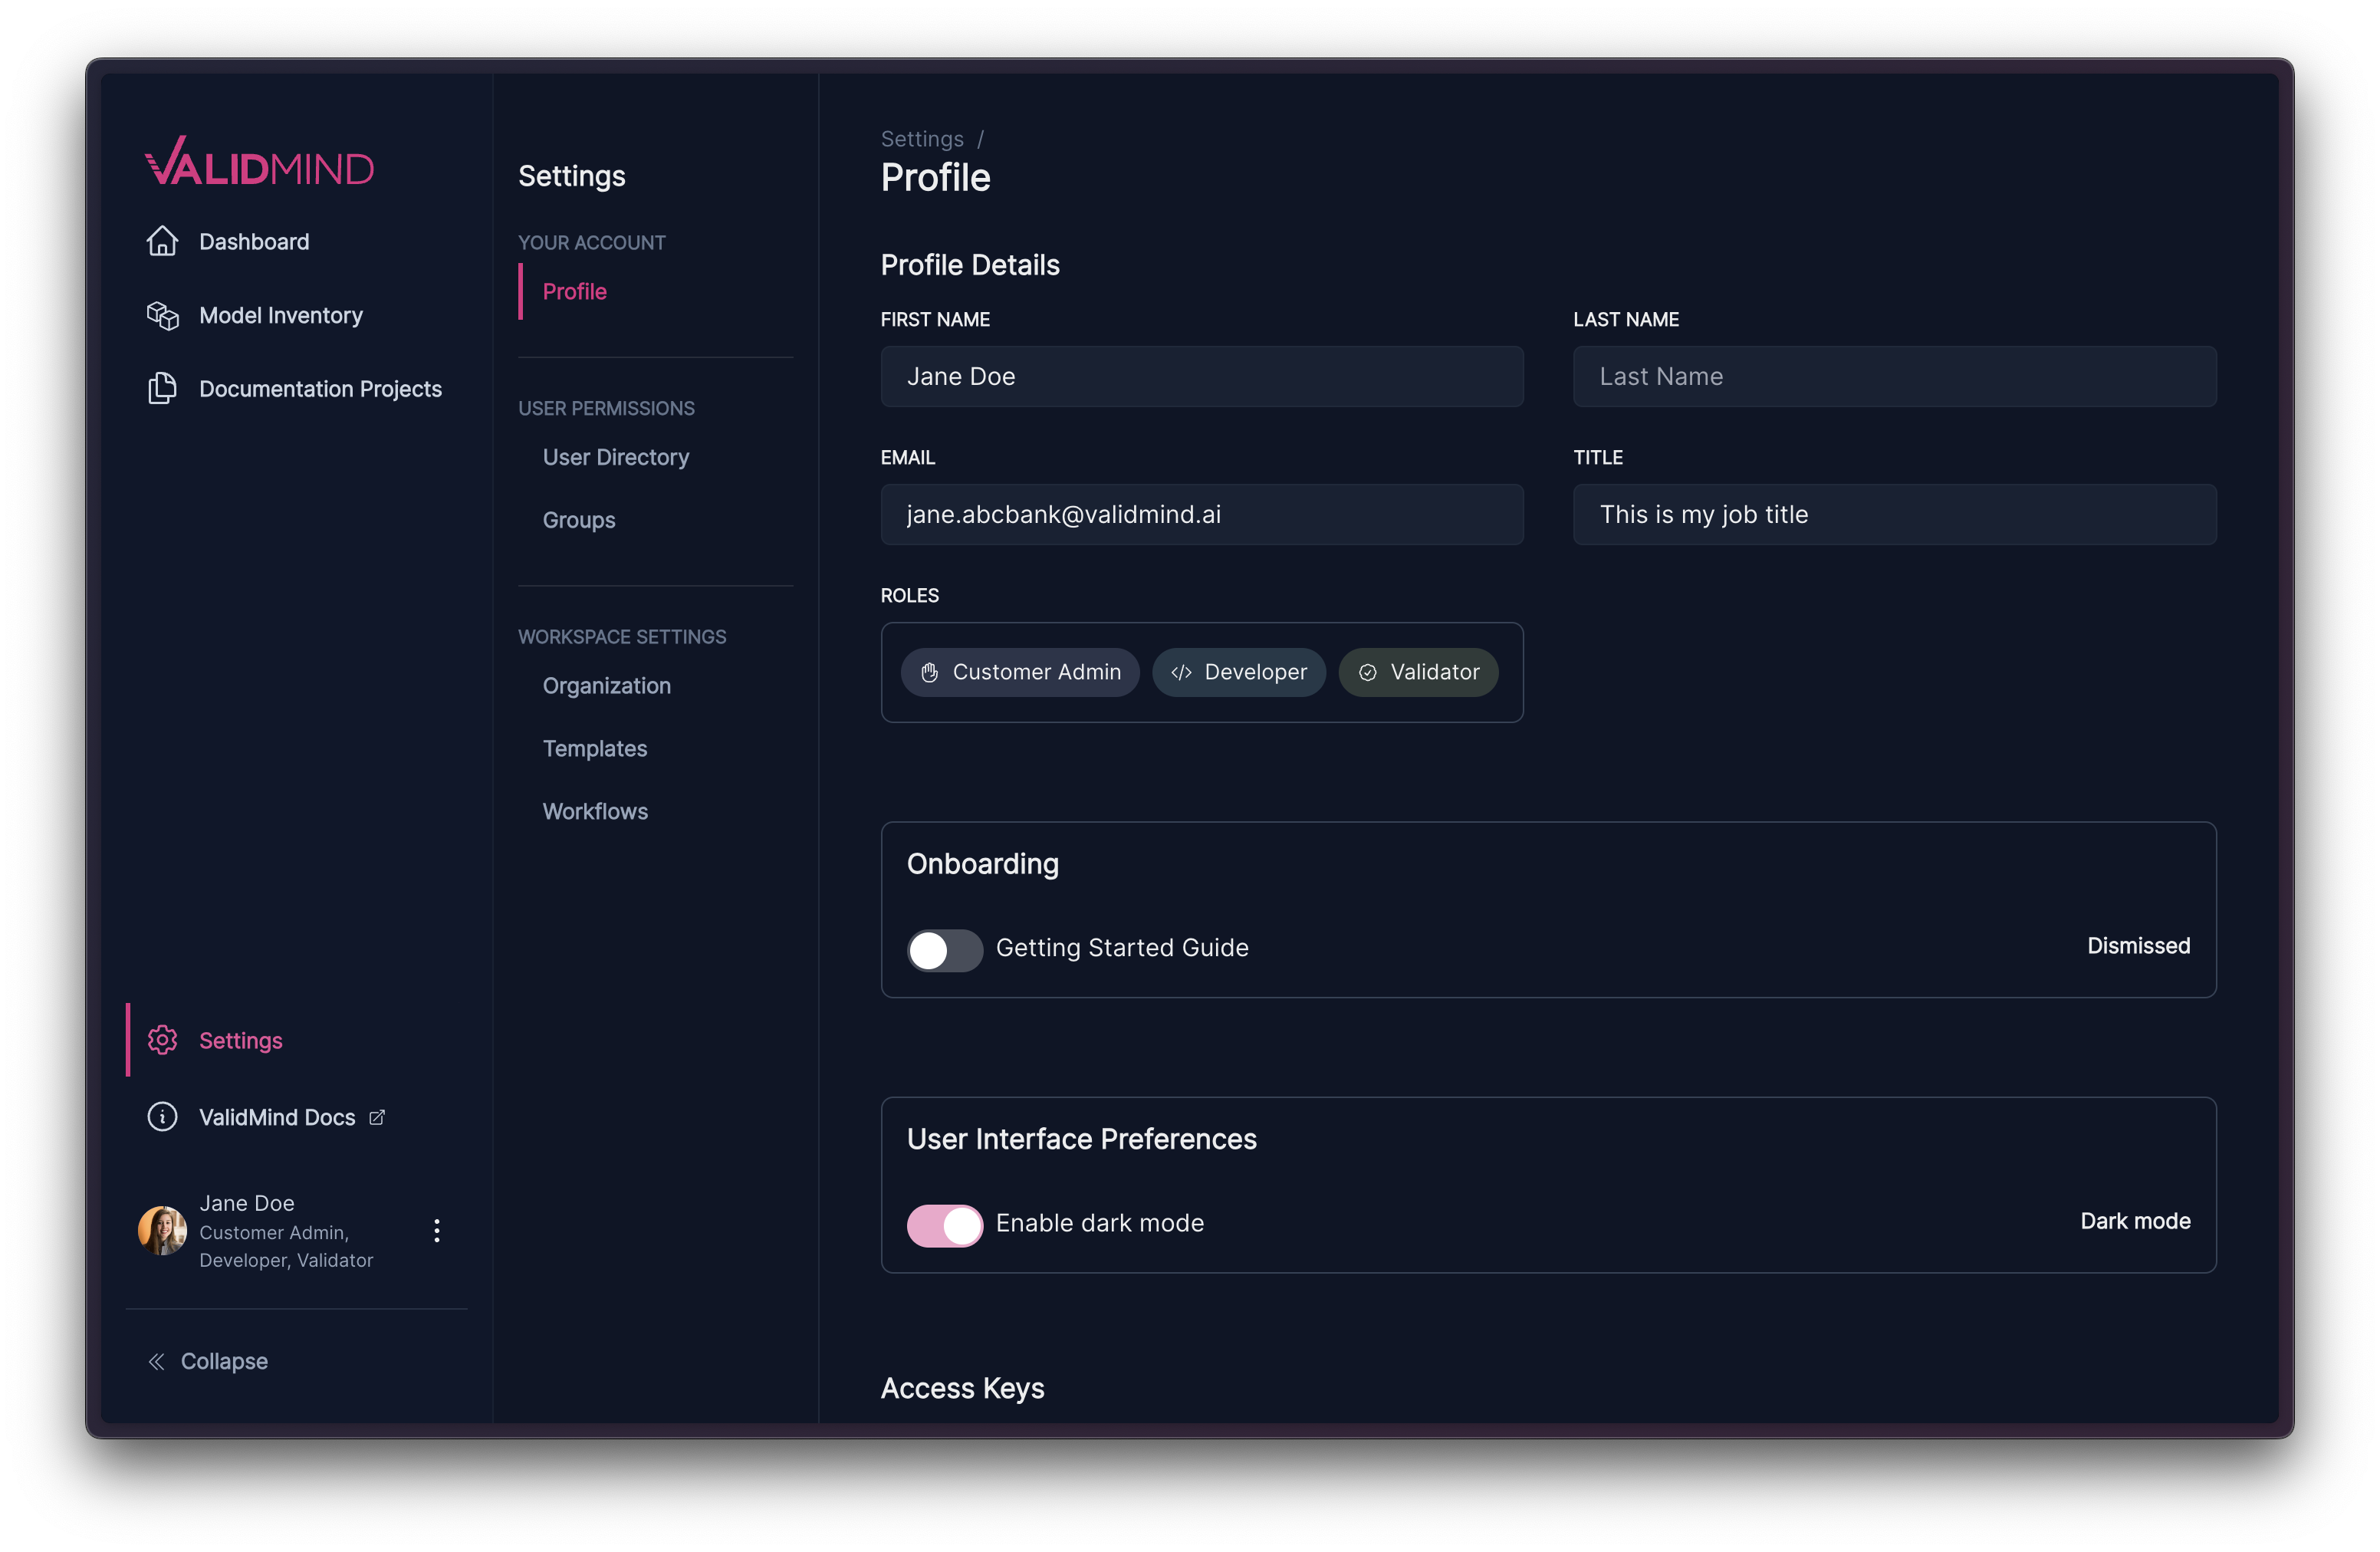 VALIDMIND
Dashboard
Model Inventory
Documentation Projects
Settings
ValidMind Docs
Jane Doe
Customer Admin,
Developer, Validator
Collapse
Settings
YOUR ACCOUNT
Profile
USER PERMISSIONS
User Directory
Groups
WORKSPACE SETTINGS
Organization
Templates
Workflows
Settings /
Profile
Profile Details
FIRST NAME
Jane Doe
LAST NAME
Last Name
EMAIL
jane.abcbank@validmind.ai
TITLE
This is my job title
ROLES
Customer Admin
Developer
Validator
Onboarding
Getting Started Guide
Dismissed
User Interface Preferences
Enable dark mode
Dark mode
Access Keys